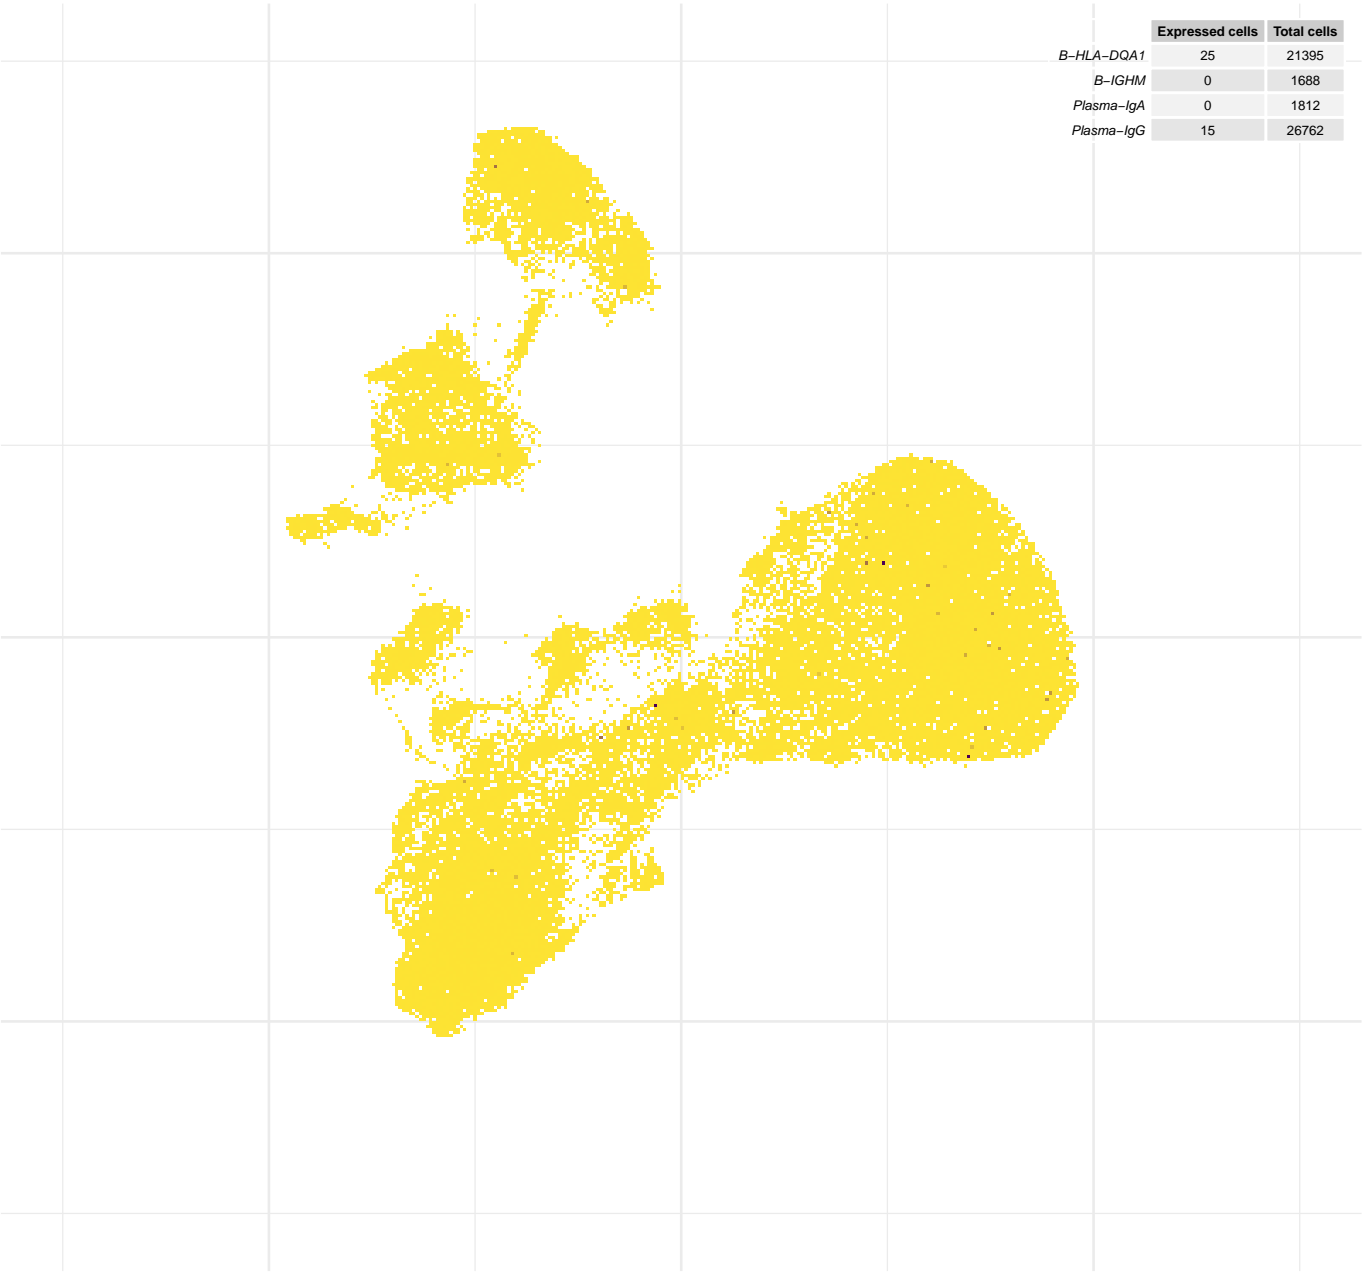 Expressed cells Total cells
B−HLA−DQA1 25 21395
B−IGHM 0 1688
Plasma−IgA 0 1812
Plasma−IgG 15 26762